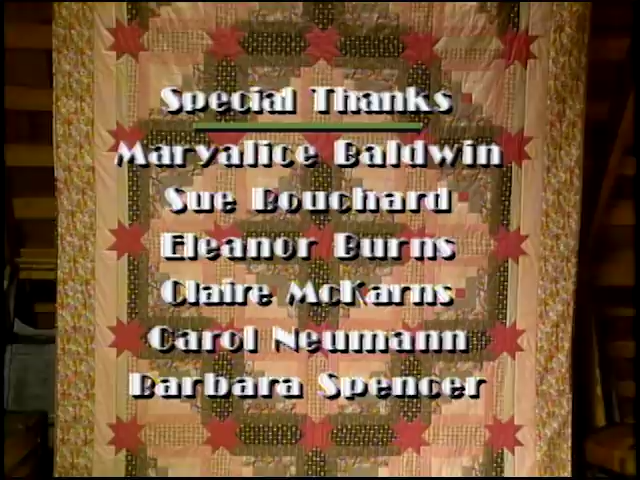 Special Thanks
Maryalice Baldwin
Sue Bouchard
Eleanor Burns
Claire McKarns
Carol Neumann
Barbara Spencer